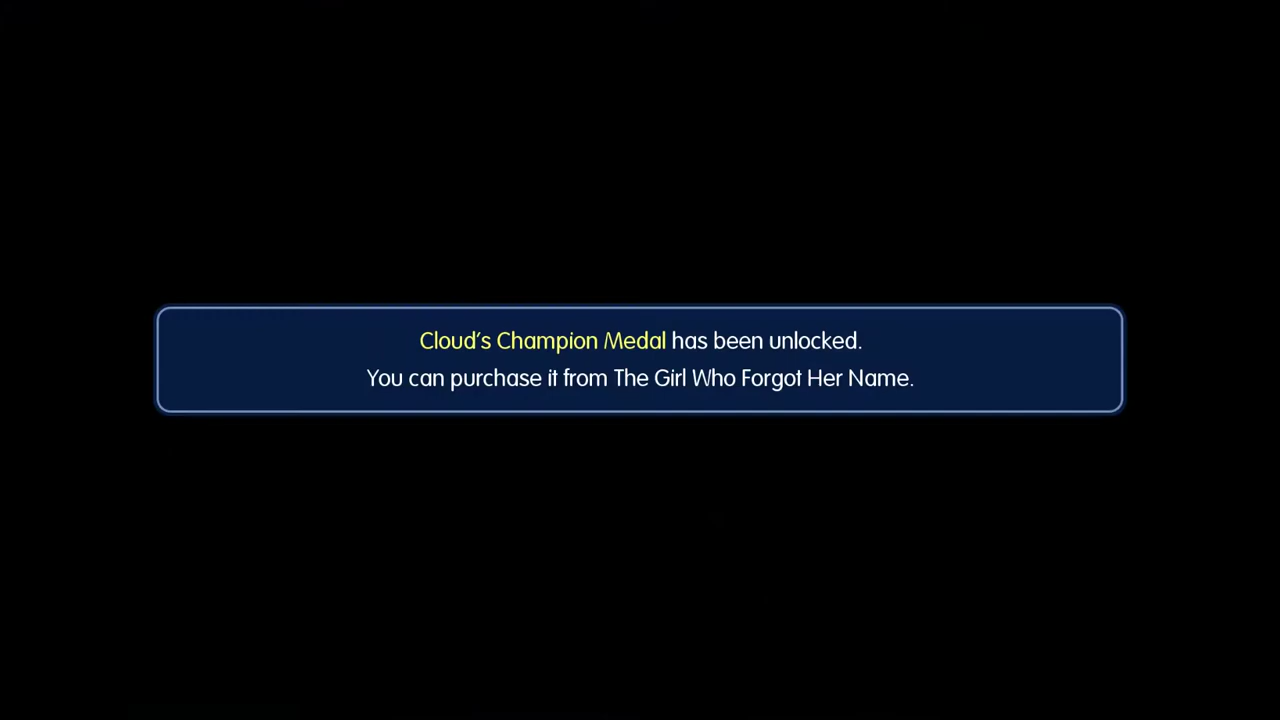 Cloud's Champion Medal has been unlocked.
You can purchase it from The Girl Who Forgot Her Name.